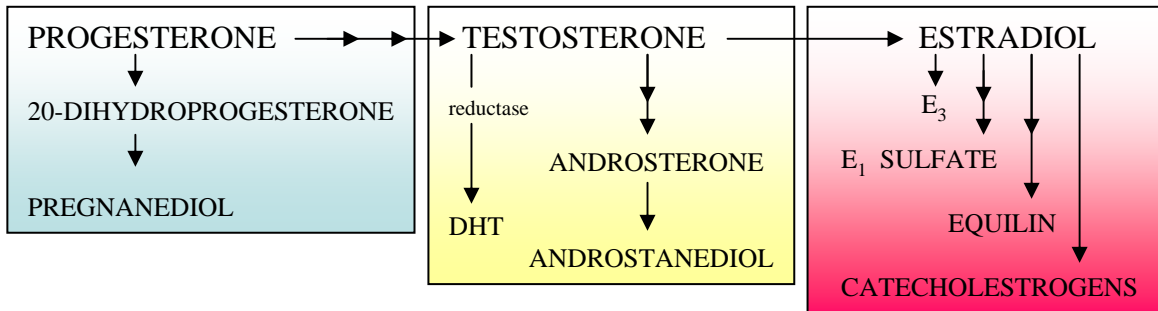 PROGESTERONE
20-DIHYDROPROGESTERONE
PREGNANEDIOL
TESTOSTERONE
reductase
ANDROSTERONE
DHT
ANDROSTANEDIOL
ESTRADIOL
E3
E1 SULFATE
EQUILIN
CATECHOLESTROGENS